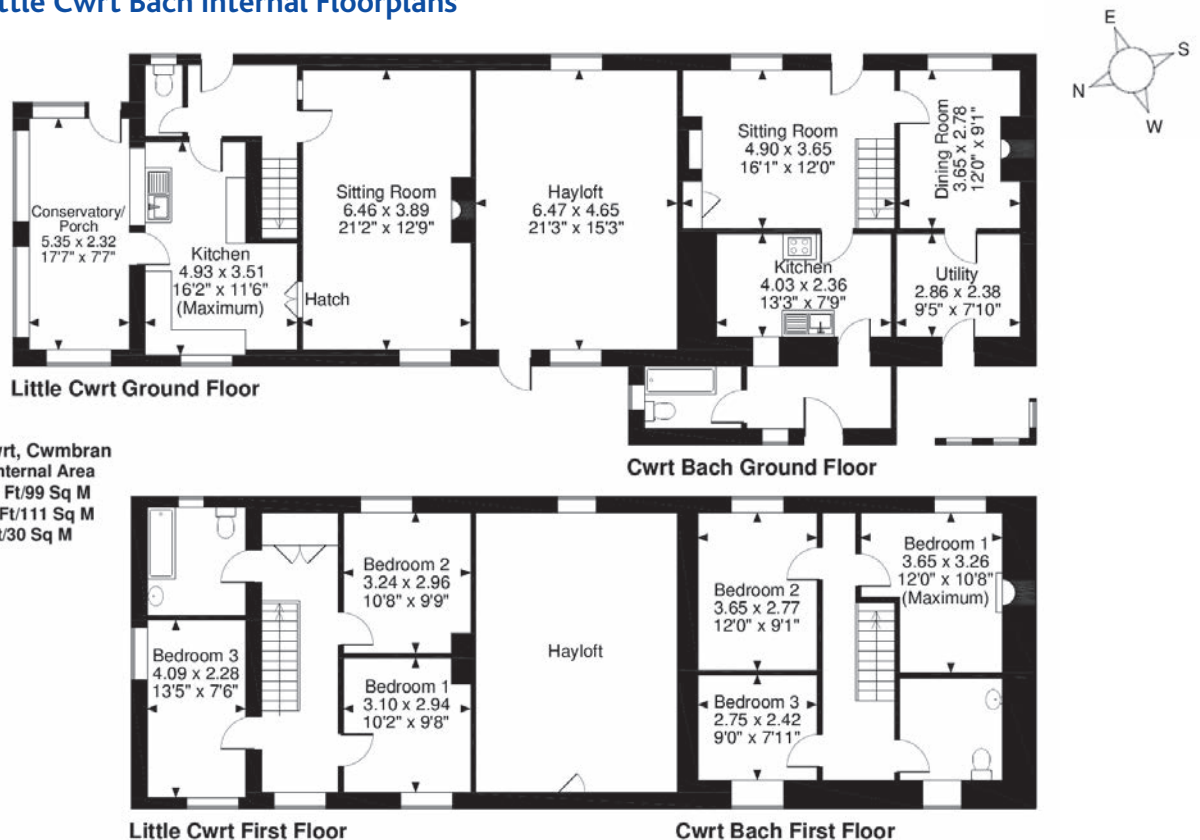 Cwrt Bach Internal Floorplans
E
S
N
W
Conservatory/
Porch
5.35 x 2.32
17'7" x 7'7"
Kitchen
4.93 x 3.51
16'2" x 11'6"
(Maximum)
Hatch
Sitting Room
6.46 x 3.89
21'2" x 12'9"
Hayloft
6.47 x 4.65
21'3" x 15'3"
Sitting Room
4.90 x 3.65
16'1" x 12'0"
Dining Room
3.65 x 2.78
12'0" x 9'1"
Kitchen
4.03 x 2.36
13'3" x 7'9"
Utility
2.86 x 2.38
9'5" x 7'10"
Little Cwrt Ground Floor
Cwrt Bach Ground Floor
Cwmbran
Area
Ft/99 Sq M
Ft/111 Sq M
/30 Sq M
Bedroom 3
4.09 x 2.28
13'5" x 7'6"
Bedroom 2
3.24 x 2.96
10'8" x 9'9"
Bedroom 1
3.10 x 2.94
10'2" x 9'8"
Hayloft
Bedroom 2
3.65 x 2.77
12'0" x 9'1"
Bedroom 3
2.75 x 2.42
9'0" x 7'11"
Bedroom 1
3.65 x 3.26
12'0" x 10'8"
(Maximum)
Little Cwrt First Floor
Cwrt Bach First Floor